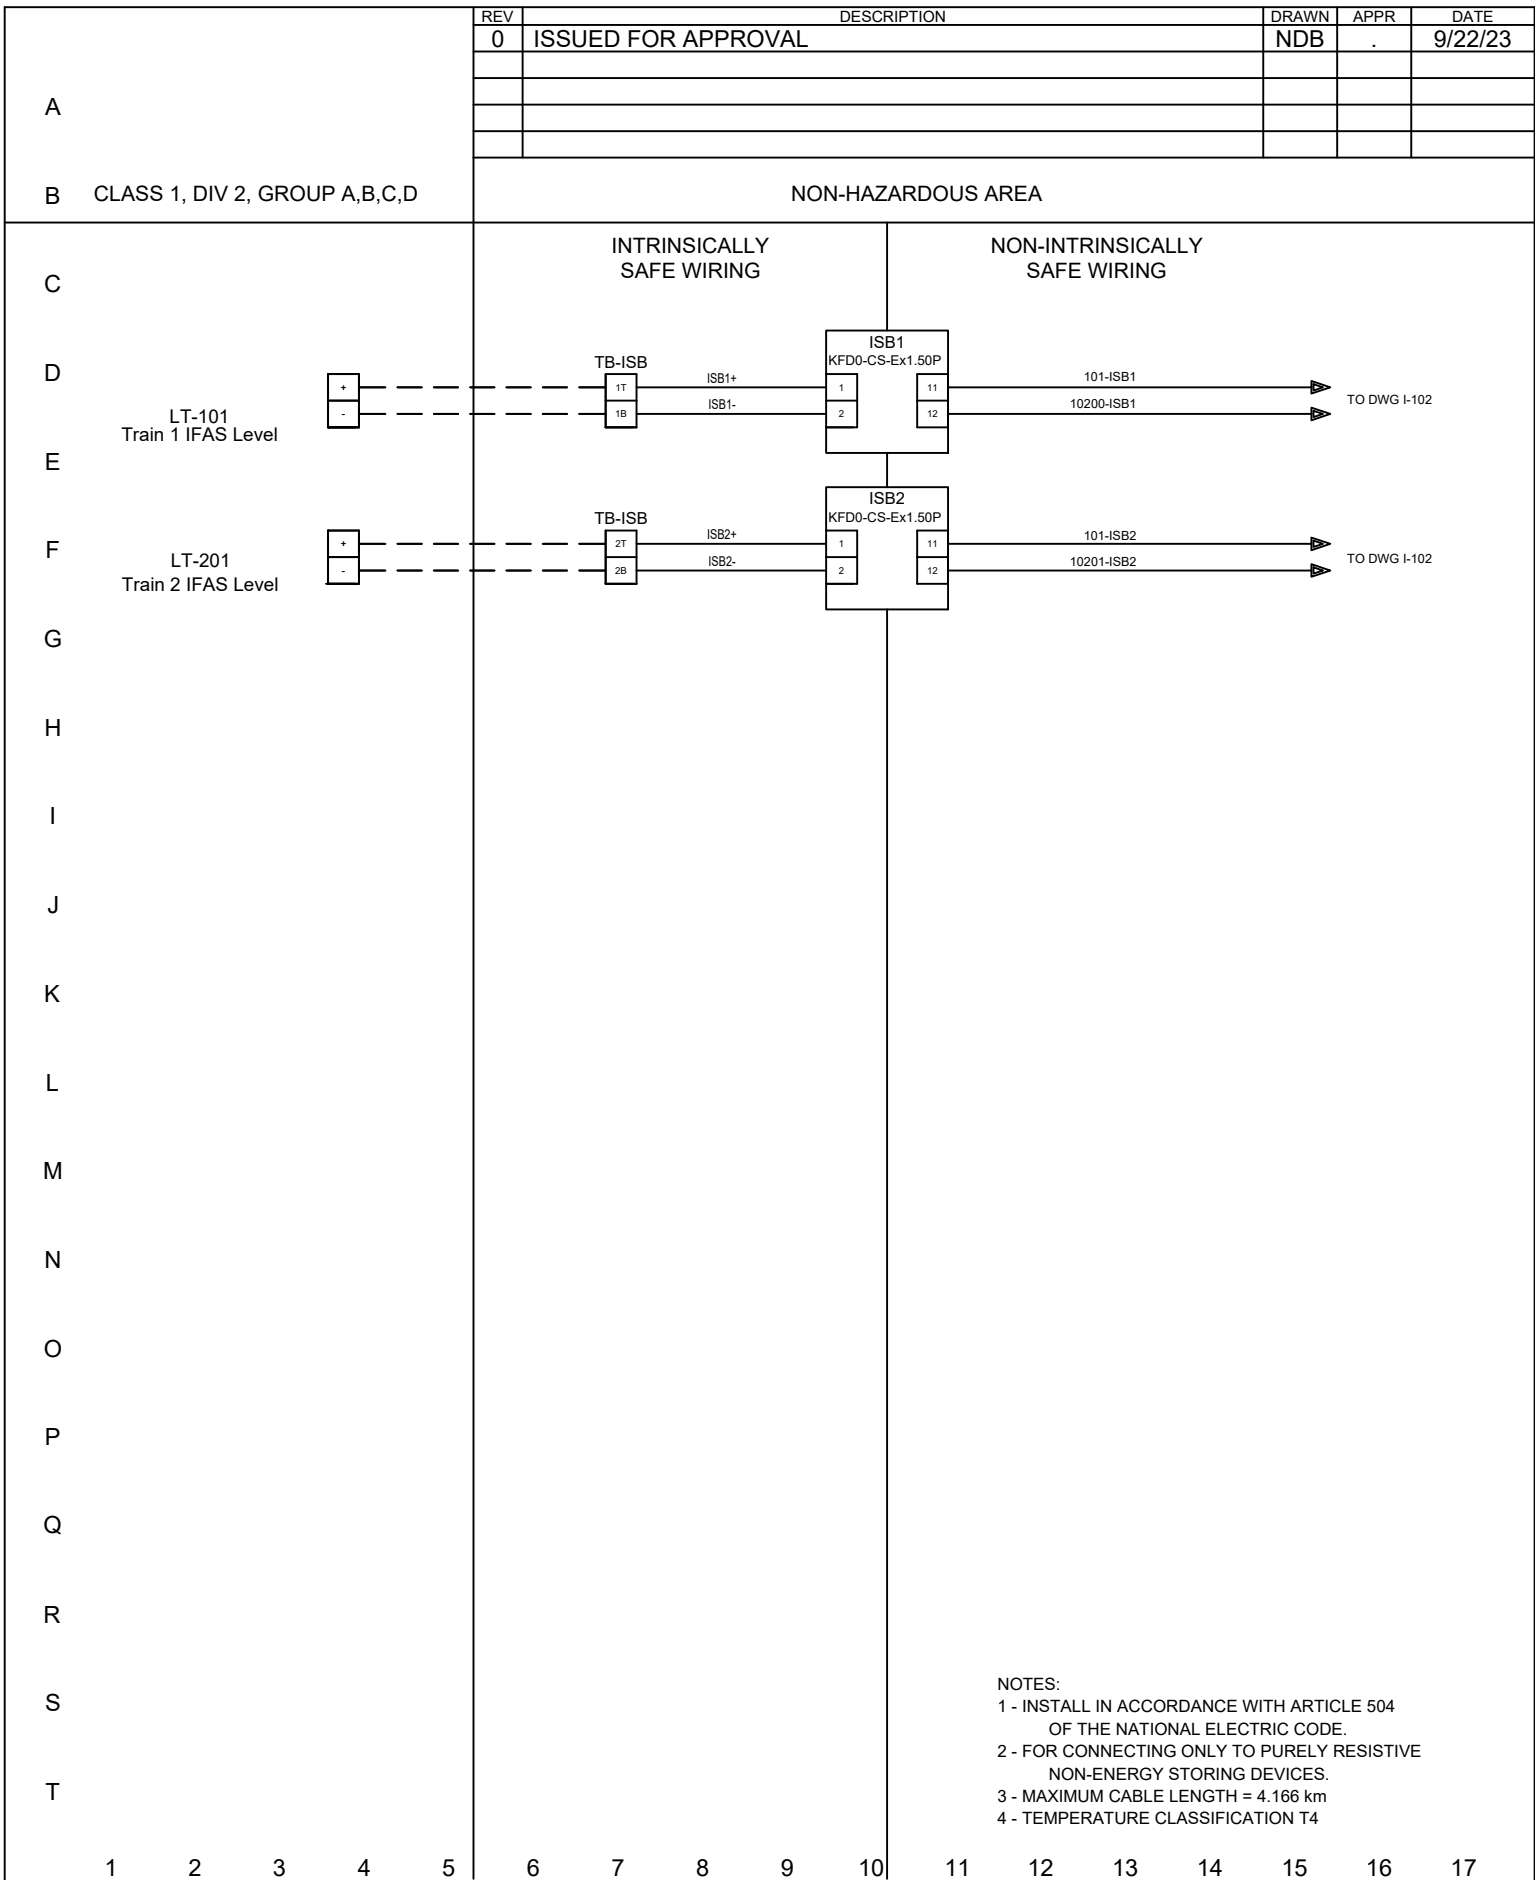 REV DESCRIPTION DRAWN APPR DATE
0 ISSUED FOR APPROVAL NDB . 9/22/23
A
B CLASS 1, DIV 2, GROUP A,B,C,D NON-HAZARDOUS AREA
INTRINSICALLY NON-INTRINSICALLY
SAFE WIRING SAFE WIRING
C
ISB1
KFD0-CS-Ex1.50P
D
TB-ISB
+ 1T ISB1+ 1 11 101-ISB1
- 1B ISB1- 2 12 10200-ISB1
TO DWG I-102
LT-101
Train 1 IFAS Level
E
ISB2
KFD0-CS-Ex1.50P
TB-ISB
+ 2T ISB2+ 1 11 101-ISB2
F
- 2B ISB2- 2 12 10201-ISB2
TO DWG I-102
LT-201
Train 2 IFAS Level
G
H
I
J
K
L
M
N
O
P
Q
R
S
T
NOTES:
1 - INSTALL IN ACCORDANCE WITH ARTICLE 504
OF THE NATIONAL ELECTRIC CODE.
2 - FOR CONNECTING ONLY TO PURELY RESISTIVE
NON-ENERGY STORING DEVICES.
3 - MAXIMUM CABLE LENGTH = 4.166 km
4 - TEMPERATURE CLASSIFICATION T4
1 2 3 4 5 6 7 8 9 10 11 12 13 14 15 16 17